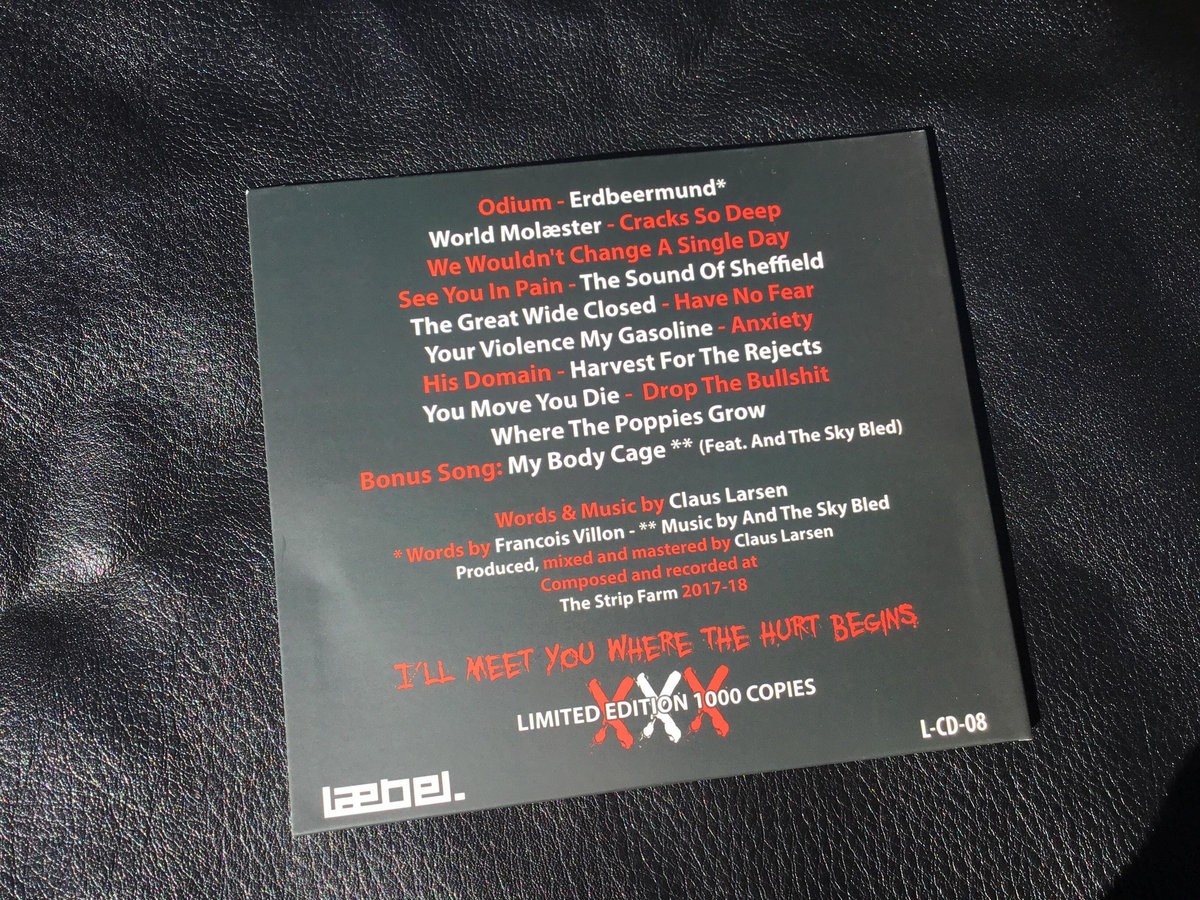 Odium - Erdbeermund*
World Molæster - Cracks So Deep
We Wouldn't Change A Single Day
See You In Pain - The Sound Of Sheffield
The Great Wide Closed - Have No Fear
Your Violence My Gasoline - Anxiety
His Domain - Harvest For The Rejects
You Move You Die - Drop The Bullshit
Where The Poppies Grow
Bonus Song: My Body Cage ** (Feat. And The Sky Bled)
Words & Music by Claus Larsen
* Words by Francois Villon - ** Music by And The Sky Bled
Produced, mixed and mastered by Claus Larsen
Composed and recorded at
The Strip Farm 2017-18
I'LL MEET YOU WHERE THE HURT BEGINS
XXX
LIMITED EDITION 1000 COPIES
L-CD-08
læbel.